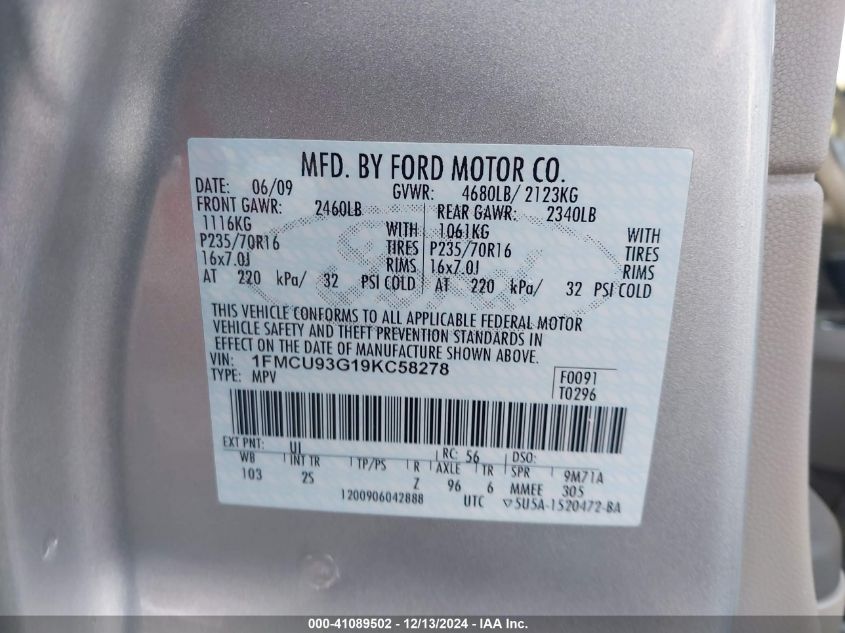 MFD. BY FORD MOTOR CO.
DATE: 06/09 GVWR: 4680LB/ 2123KG
FRONT GAWR: 2460LB REAR GAWR: 2340LB
1116KG WITH 1061KG WITH
P235/70R16 TIRES P235/70R16 TIRES
16x7.0J RIMS 16x7.0J RIMS
AT 220 kPa/ 32 PSI COLD AT 220 kPa/ 32 PSI COLD
THIS VEHICLE CONFORMS TO ALL APPLICABLE FEDERAL MOTOR
VEHICLE SAFETY AND THEFT PREVENTION STANDARDS IN
EFFECT ON THE DATE OF MANUFACTURE SHOWN ABOVE.
VIN: 1FMCU93G19KC58278
TYPE: MPV
F0091
T0296
EXT PNT: UI RC: 56 DSO:
WB INT TR TP/PS R AXLE TR SPR 9M71A
103 2S Z 96 6 MMEE 305
1200906042888 UTC ▽5U5A-1520472-BA
000-41089502 - 12/13/2024 - IAA Inc.